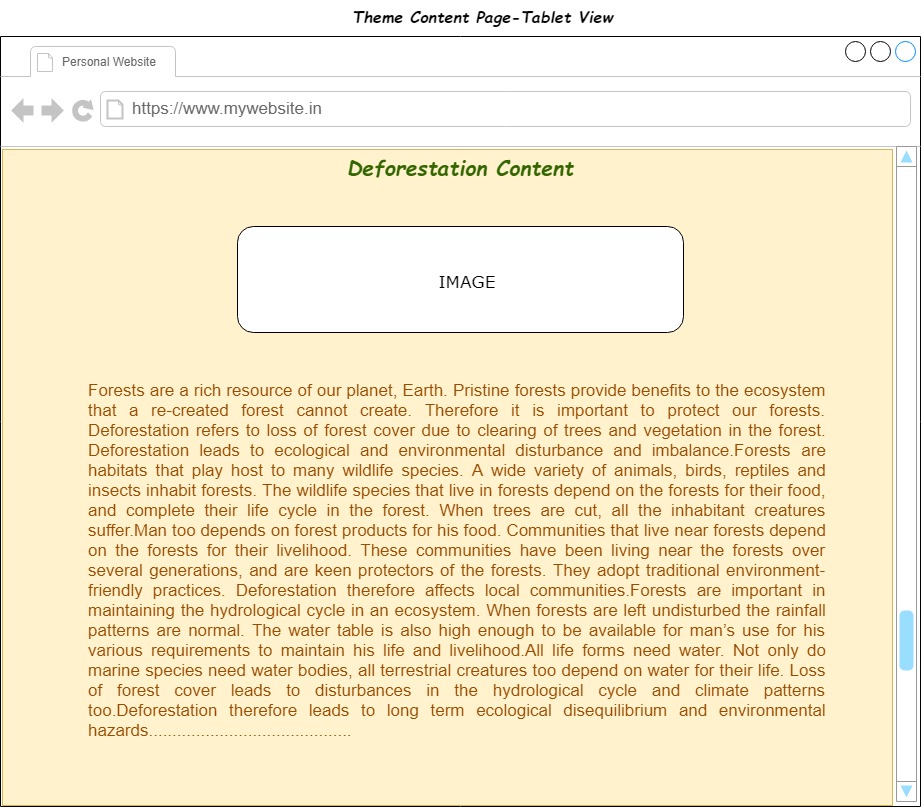 Theme Content Page-Tablet View
Personal Website
https://www.mywebsite.in
Deforestation Content
IMAGE
Forests are a rich resource of our planet, Earth. Pristine forests provide benefits to the ecosystem
that a re-created forest cannot create. Therefore it is important to protect our forests.
Deforestation refers to loss of forest cover due to clearing of trees and vegetation in the forest.
Deforestation leads to ecological and environmental disturbance and imbalance.Forests are
habitats that play host to many wildlife species. A wide variety of animals, birds, reptiles and
insects inhabit forests. The wildlife species that live in forests depend on the forests for their food,
and complete their life cycle in the forest. When trees are cut, all the inhabitant creatures
suffer.Man too depends on forest products for his food. Communities that live near forests depend
on the forests for their livelihood. These communities have been living near the forests over
several generations, and are keen protectors of the forests. They adopt traditional environment-
friendly practices. Deforestation therefore affects local communities.Forests are important in
maintaining the hydrological cycle in an ecosystem. When forests are left undisturbed the rainfall
patterns are normal. The water table is also high enough to be available for man’s use for his
various requirements to maintain his life and livelihood.All life forms need water. Not only do
marine species need water bodies, all terrestrial creatures too depend on water for their life. Loss
of forest cover leads to disturbances in the hydrological cycle and climate patterns
too.Deforestation therefore leads to long term ecological disequilibrium and environmental
hazards...........................................